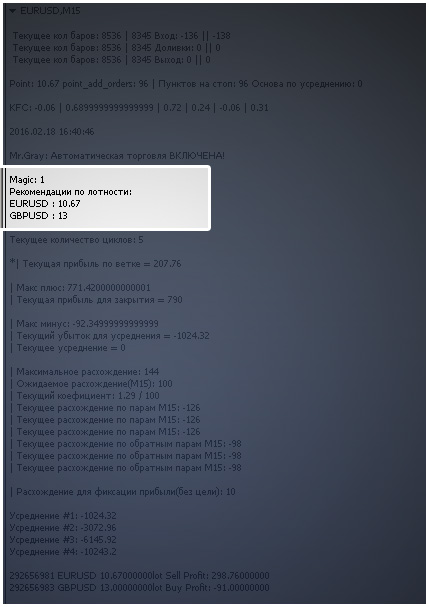 ▼ EURUSD,M15
Текущее кол баров: 8536 | 8345 Вход: -136 || -138
Текущее кол баров: 8536 | 8345 Доливки: 0 || 0
Текущее кол баров: 8536 | 8345 Выход: 0 || 0
Point: 10.67 point_add_orders: 96 | Пунктов на стоп: 96 Основа по усреднению: 0
KFC: -0.06 | 0.6899999999999999 | 0.72 | 0.24 | -0.06 | 0.31
2016.02.18 16:40:46
Mr.Gray: Автоматическая торговля ВКЛЮЧЕНА!
Magic: 1
Рекомендации по лотности:
EURUSD : 10.67
GBPUSD : 13
Текущее количество циклов: 5
*| Текущая прибыль по ветке = 207.76
| Макс плюс: 771.4200000000001
| Текущая прибыль для закрытия = 790
| Макс минус: -92.34999999999999
| Текущий убыток для усреднения = -1024.32
| Текущее усреднение = 0
| Максимальное расхождение: 144
| Ожидаемое расхождение(M15): 100
| Текущий коефициент: 1.29 / 100
| Текущее расхождение по парам M15: -126
| Текущее расхождение по парам M15: -126
| Текущее расхождение по парам M15: -126
| Текущее расхождение по обратным парам M15: -98
| Текущее расхождение по обратным парам M15: -98
| Текущее расхождение по обратным парам M15: -98
| Расхождение для фиксации прибыли(без цели): 10
Усреднение #1: -1024.32
Усреднение #2: -3072.96
Усреднение #3: -6145.92
Усреднение #4: -10243.2
292656981 EURUSD 10.67000000lot Sell Profit: 298.76000000
292656983 GBPUSD 13.00000000lot Buy Profit: -91.00000000